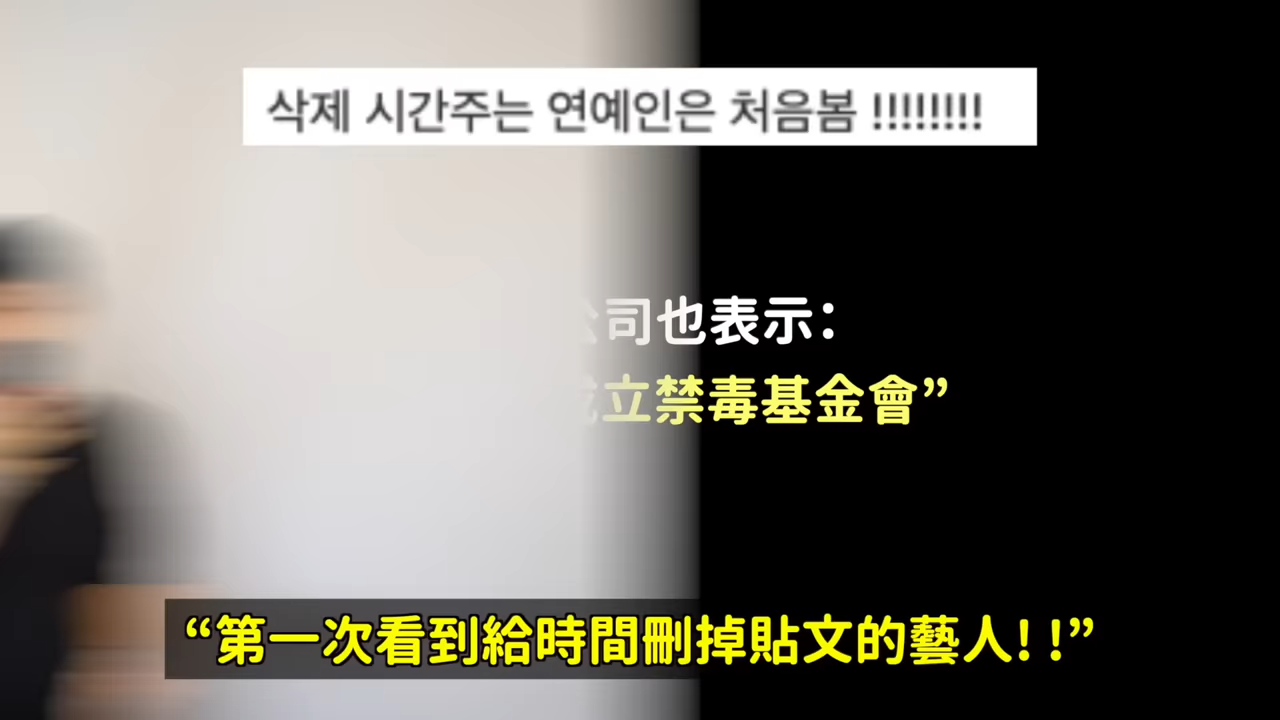 삭제 시간주는 연예인은 처음봄 !!!!!!!!
司也表示：
立禁毒基金會”
“第一次看到給時間刪掉貼文的藝人! !”